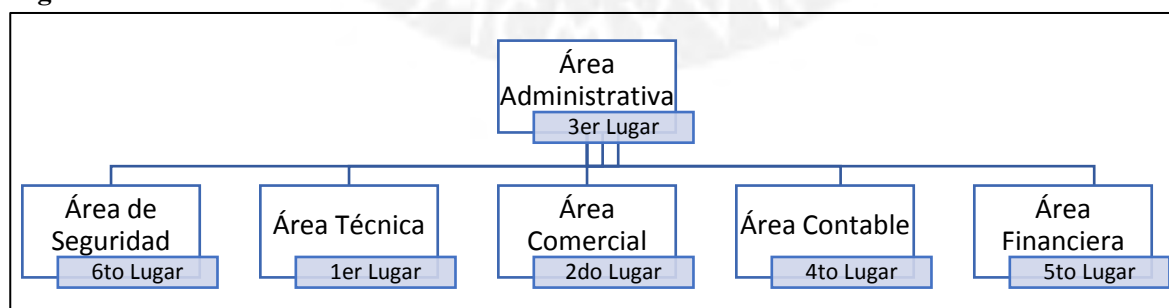 Área
Administrativa
3er Lugar
Área de
Seguridad
6to Lugar
Área Técnica
1er Lugar
Área
Comercial
2do Lugar
Área Contable
4to Lugar
Área
Financiera
5to Lugar